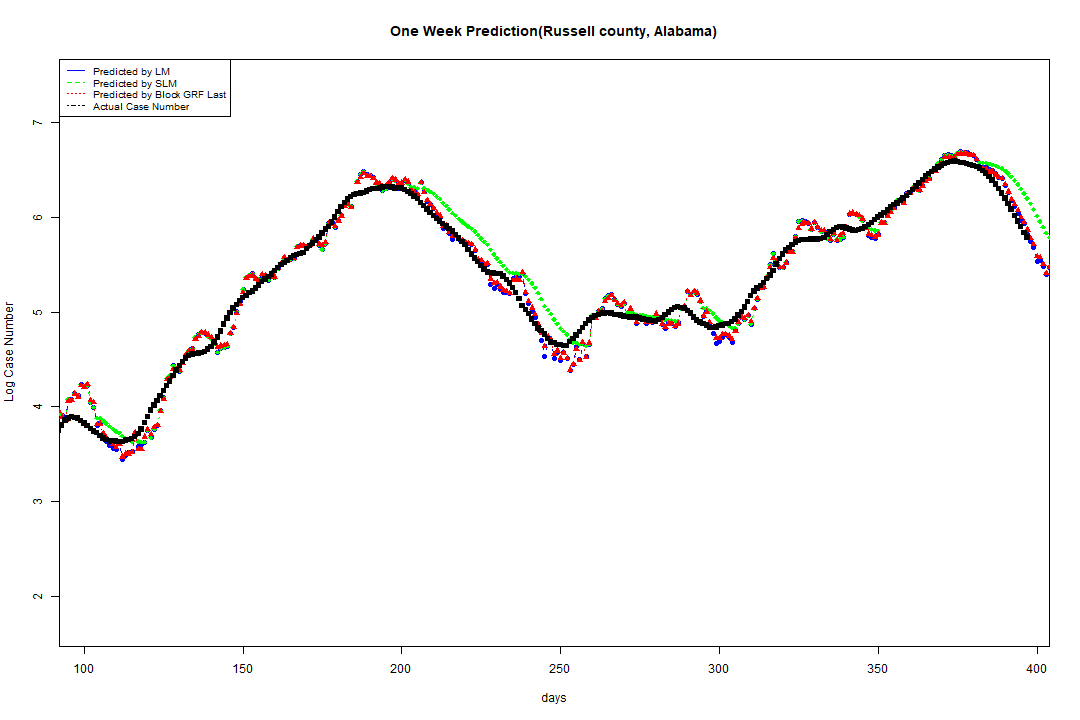 One Week Prediction(Russell county, Alabama)
Predicted by LM
Predicted by SLM
Predicted by Block GRF Last
Actual Case Number
7
6
5
4
3
2
Log Case Number
100 150 200 250 300 350 400
days